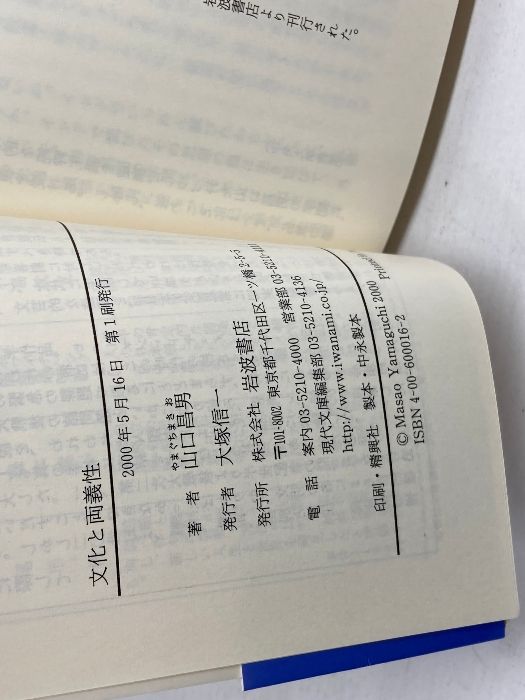 波書店より刊行された。
文化と両義性
2000年5月16日 第1刷発行
やまぐちまさお
著者 山口昌男
発行者 大塚信一
発行所 株式会社 岩波書店
〒101-8002 東京都千代田区一ツ橋2-5-5
電話 案内 03-5210-4000 営業部 03-5210-4111
現代文庫編集部 03-5210-4136
http://www.iwanami.co.jp/
印刷・精興社 製本・中永製本
© Masao Yamaguchi 2000
ISBN 4-00-600016-2